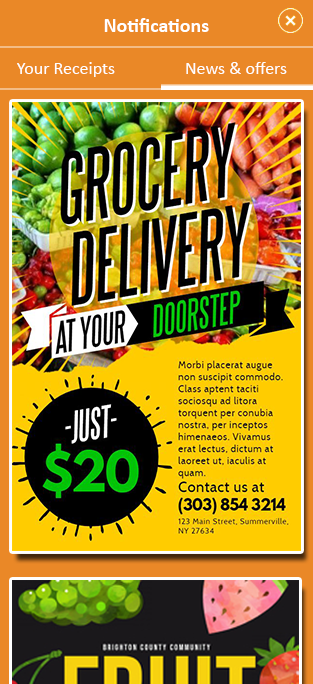 Notifications
Your Receipts
News & offers
GROCERY
DELIVERY
AT YOUR DOORSTEP
-JUST-
$20
Morbi placerat augue
non suscipit commodo.
Class aptent taciti
sociosqu ad litora
torquent per conubia
nostra, per inceptos
himenaeos. Vivamus
erat lectus, dictum at
laoreet ut, iaculis at
quam.
Contact us at
(303) 854 3214
123 Main Street, Summerville,
NY 27634
BRIGHTON COUNTY COMMUNITY
FRUIT